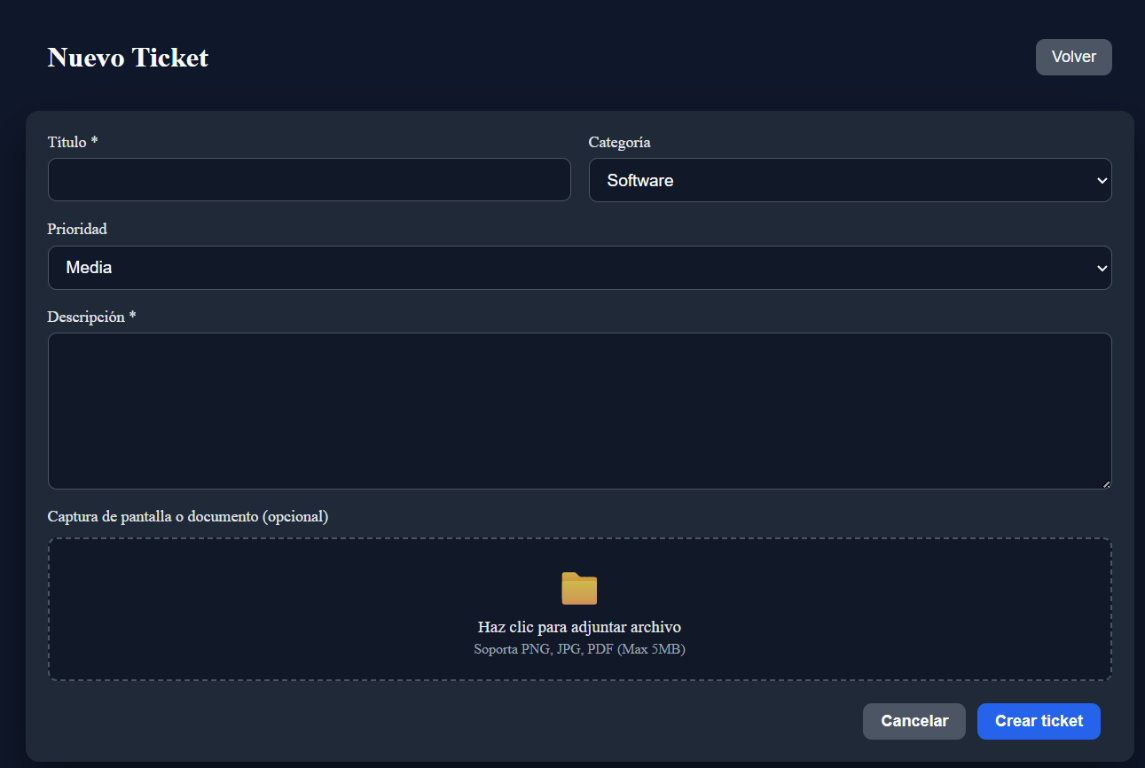 Nuevo Ticket
Volver
Título *
Categoría
Software
Prioridad
Media
Descripción *
Captura de pantalla o documento (opcional)
Haz clic para adjuntar archivo
Soporta PNG, JPG, PDF (Max 5MB)
Cancelar
Crear ticket